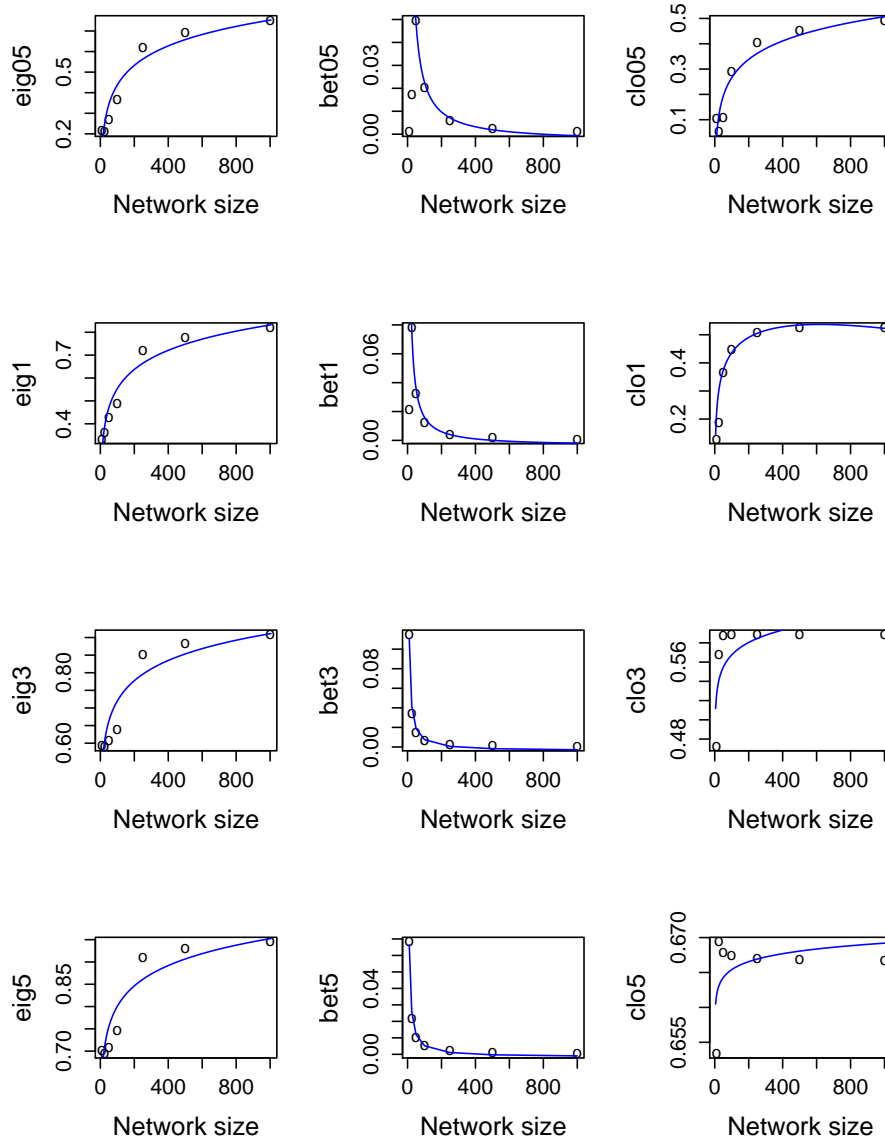 eig05
0.2 0.5
0 400 800
Network size
bet05
0.00 0.03
0 400 800
Network size
clo05
0.1 0.3 0.5
0 400 800
Network size
eig1
0.4 0.7
0 400 800
Network size
bet1
0.00 0.06
0 400 800
Network size
clo1
0.2 0.4
0 400 800
Network size
eig3
0.60 0.80
0 400 800
Network size
bet3
0.00 0.08
0 400 800
Network size
clo3
0.48 0.56
0 400 800
Network size
eig5
0.70 0.85
0 400 800
Network size
bet5
0.00 0.04
0 400 800
Network size
clo5
0.655 0.670
0 400 800
Network size